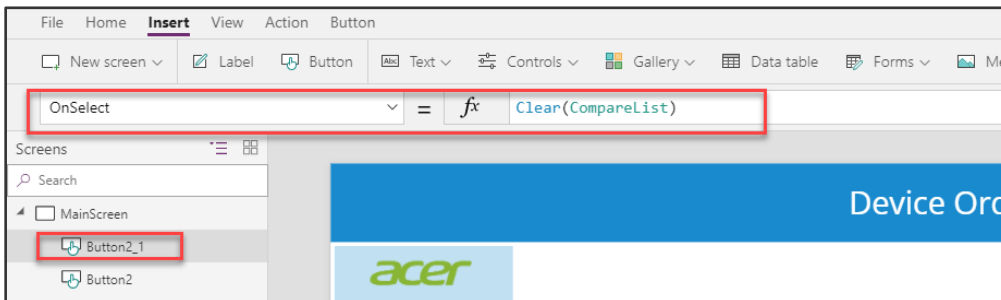 File Home Insert View Action Button
New screen Label Button Abc Text Controls Gallery Data table Forms
OnSelect = fx Clear(CompareList)
Screens
Search
MainScreen
Device
Button2_1
acer
Button2